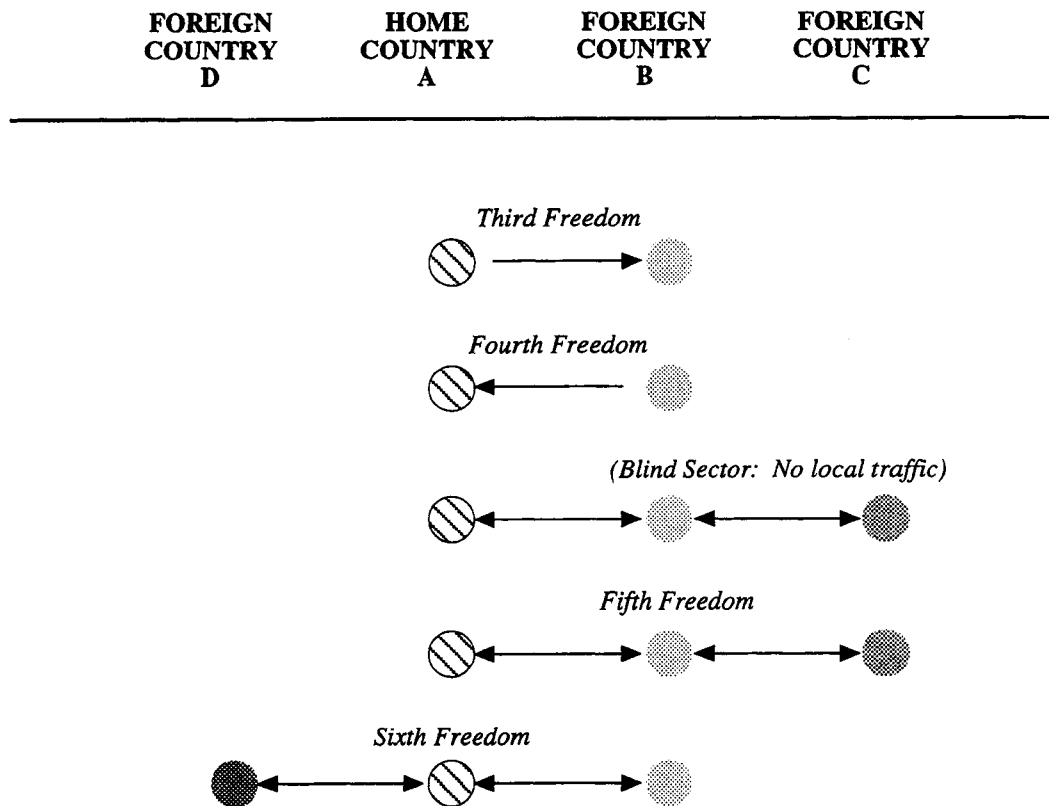 FOREIGN COUNTRY D
HOME COUNTRY A
FOREIGN COUNTRY B
FOREIGN COUNTRY C
Third Freedom
Fourth Freedom
(Blind Sector: No local traffic)
Fifth Freedom
Sixth Freedom